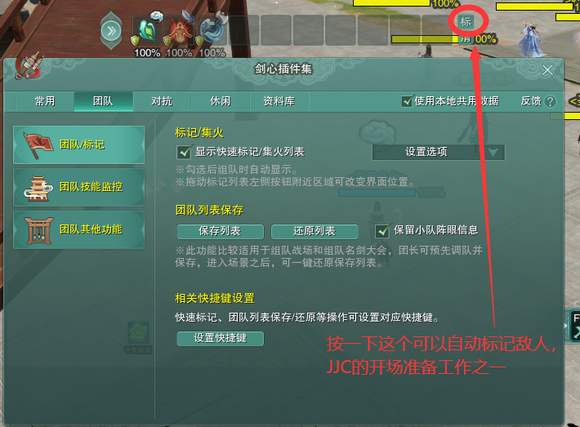 100%
标
100% 100% 100%
00%
剑心插件集
常用 团队 对抗 休闲 资料库 使用本地共用数据 反馈 ?
团队/标记
团队技能监控
团队其他功能
标记/集火
显示快速标记/集火列表 设置选项
※勾选后组队时自动显示。
※拖动标记列表左侧按钮附近区域可改变界面位置。
团队列表保存
保存列表 还原列表 保留小队阵眼信息
※此功能比较适用于组队战场和组队名剑大会，团长可预先调队并
保存，进入场景之后，可一键还原保存列表。
相关快捷键设置
快速标记、团队列表保存/还原等操作可设置对应快捷键。
设置快捷键
按一下这个可以自动标记敌人，
JJC的开场准备工作之一